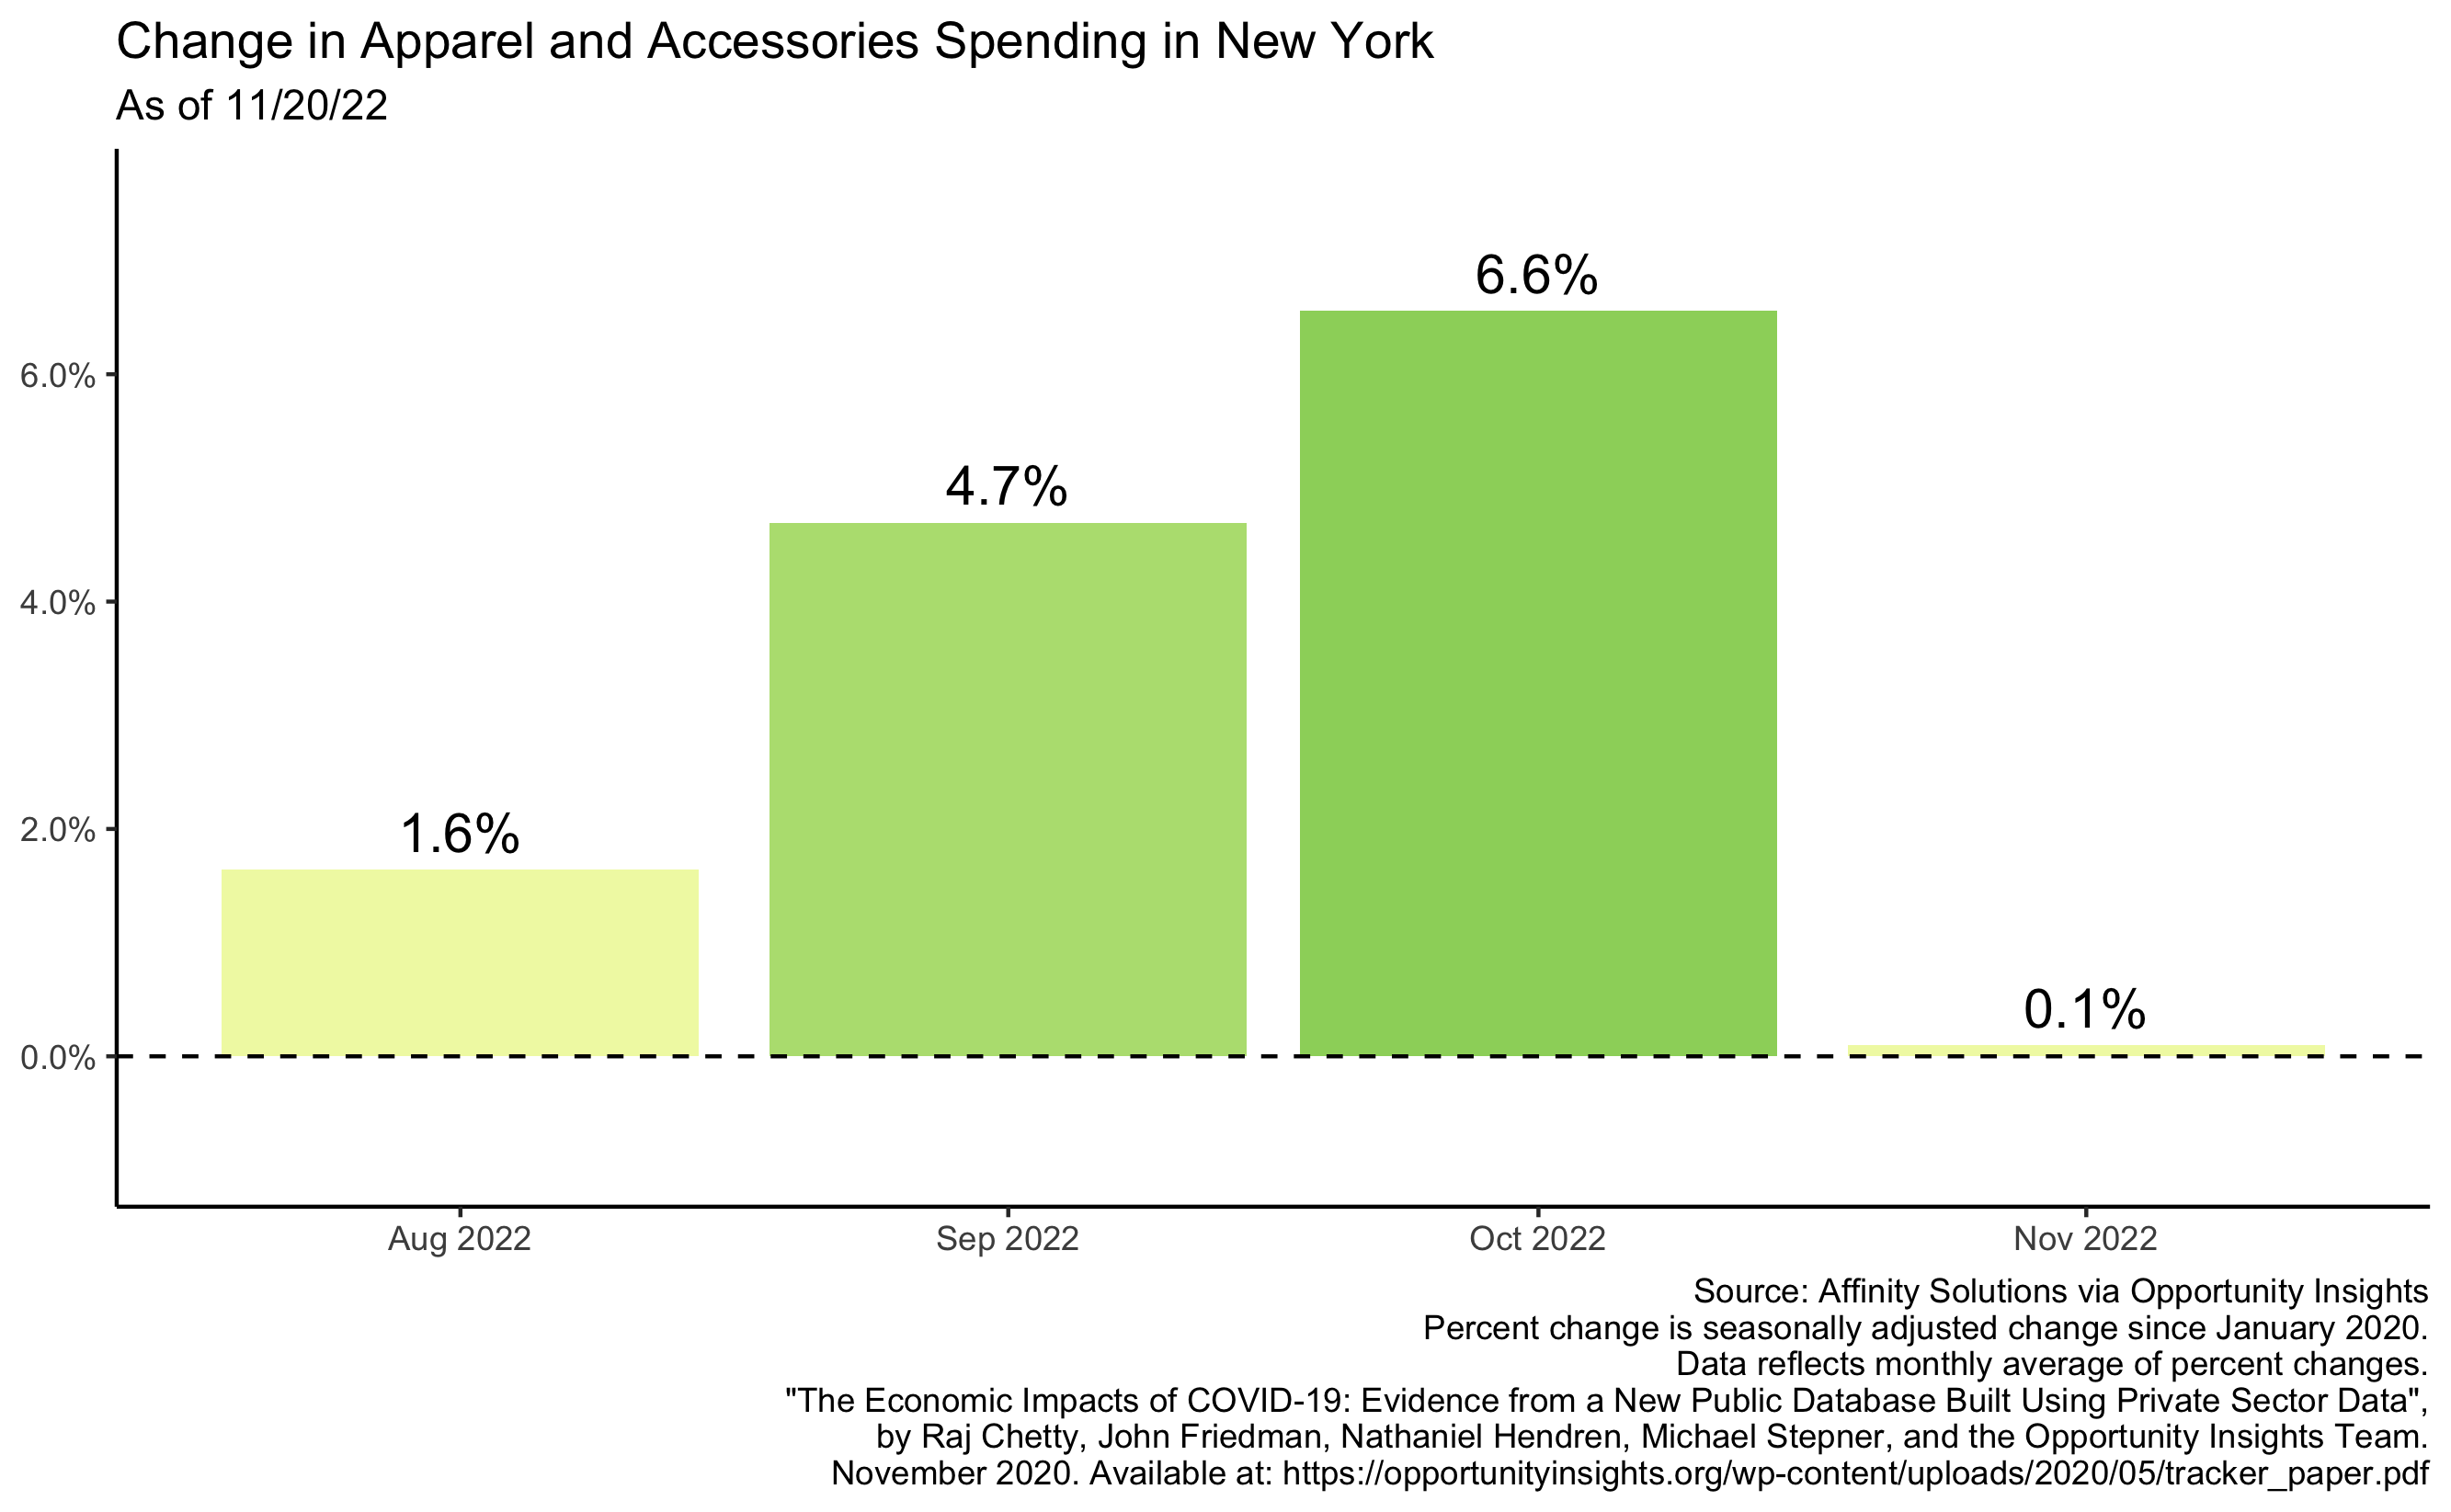 Change in Apparel and Accessories Spending in New York
As of 11/20/22
6.6%
6.0%
4.7%
4.0%
1.6%
2.0%
0.1%
0.0%
Aug 2022
Sep 2022
Oct 2022
Nov 2022
Source: Affinity Solutions via Opportunity Insights
Percent change is seasonally adjusted change since January 2020.
Data reflects monthly average of percent changes.
"The Economic Impacts of COVID-19: Evidence from a New Public Database Built Using Private Sector Data",
by Raj Chetty, John Friedman, Nathaniel Hendren, Michael Stepner, and the Opportunity Insights Team.
November 2020. Available at: https://opportunityinsights.org/wp-content/uploads/2020/05/tracker_paper.pdf